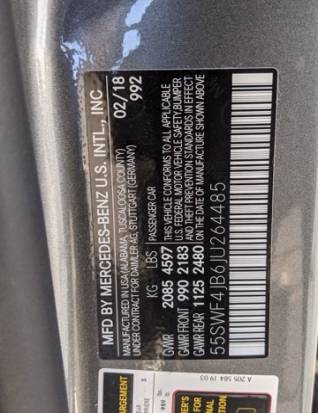 MFD BY MERCEDES-BENZ U.S. INTL., INC
MANUFACTURED IN USA (ALABAMA, TUSCALOOSA COUNTY)
CONSTRUCTED FOR DAIMLER AG, STUTTGART (GERMANY)
02/18
992
KG LBS
PASSENGER CAR
GVWR 2085 4597
GAWR FRONT 990 2183
GAWR REAR 1125 2480
THIS VEHICLE CONFORMS TO ALL APPLICABLE
U.S. FEDERAL MOTOR VEHICLE SAFETY, BUMPER
AND THEFT PREVENTION STANDARDS IN EFFECT
ON THE DATE OF MANUFACTURE SHOWN ABOVE
55SWF4JB6JU264485
A 205 584 19 03